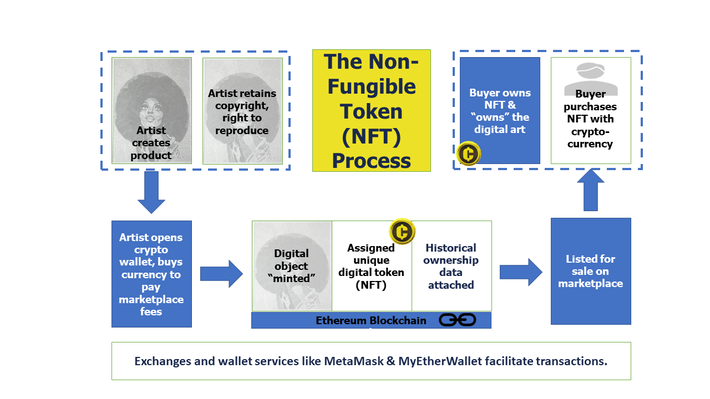 The Non-
Fungible
Token
(NFT)
Process
Artist
creates
product
Artist retains
copyright,
right to
reproduce
Artist opens
crypto
wallet, buys
currency to
pay
marketplace
fees
Digital
object
“minted”
Assigned
unique
digital token
(NFT)
Historical
ownership
data
attached
Ethereum Blockchain
Listed for
sale on
marketplace
Buyer
purchases
NFT with
crypto-
currency
Buyer owns
NFT &
“owns” the
digital art
Exchanges and wallet services like MetaMask & MyEtherWallet facilitate transactions.